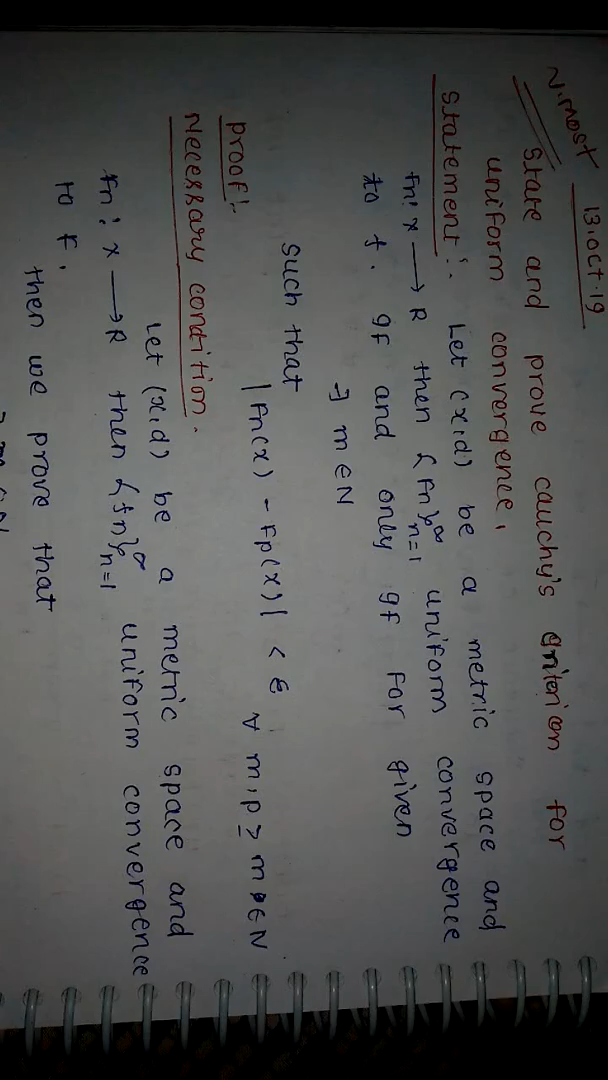 v.most
13.oct.19
state and prove cauchy's criterion for
uniform convergence,
Statement:- Let (x,d) be a metric space and
fn: x → R then {fn}∞n=1 uniform convergence
to f. gf and only gf for given
∃ m ∈ N
such that
|Fn(x) - Fp(x)| < ε ∀ m,p ≥ m ∈ N
proof:-
Necessary condition.
Let (x,d) be a metric space and
fn: x → R then {fn}∞n=1 uniform convergence
to F.
then we prove that